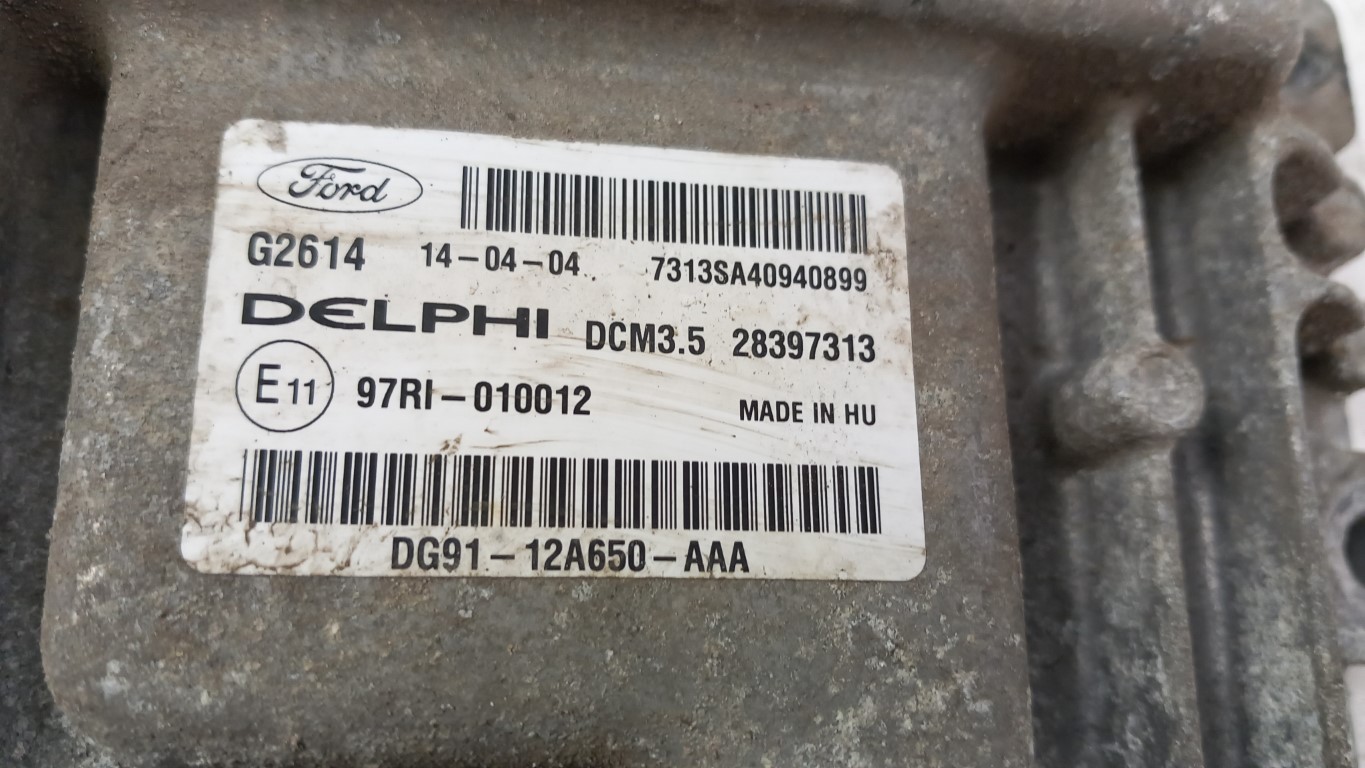 Ford
G2614 14-04-04 7313SA40940899
DELPHI DCM3.5 28397313
E11 97RI-010012 MADE IN HU
DG91-12A650-AAA